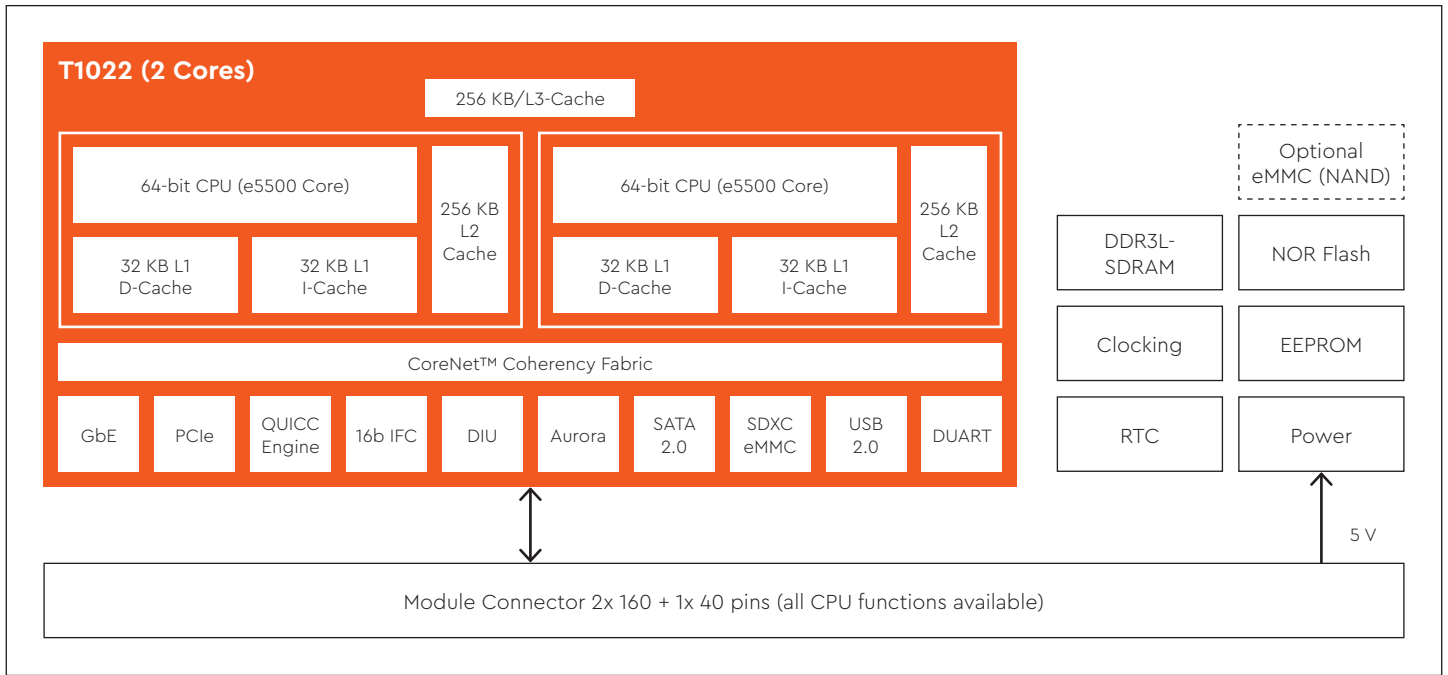 T1022 (2 Cores)
256 KB/L3-Cache
64-bit CPU (e5500 Core)
256 KB
L2
Cache
32 KB L1
D-Cache
32 KB L1
I-Cache
64-bit CPU (e5500 Core)
256 KB
L2
Cache
32 KB L1
D-Cache
32 KB L1
I-Cache
CoreNet™ Coherency Fabric
GbE
PCIe
QUICC
Engine
16b IFC
DIU
Aurora
SATA
2.0
SDXC
eMMC
USB
2.0
DUART
Optional
eMMC (NAND)
DDR3L-
SDRAM
NOR Flash
Clocking
EEPROM
RTC
Power
5 V
Module Connector 2x 160 + 1x 40 pins (all CPU functions available)